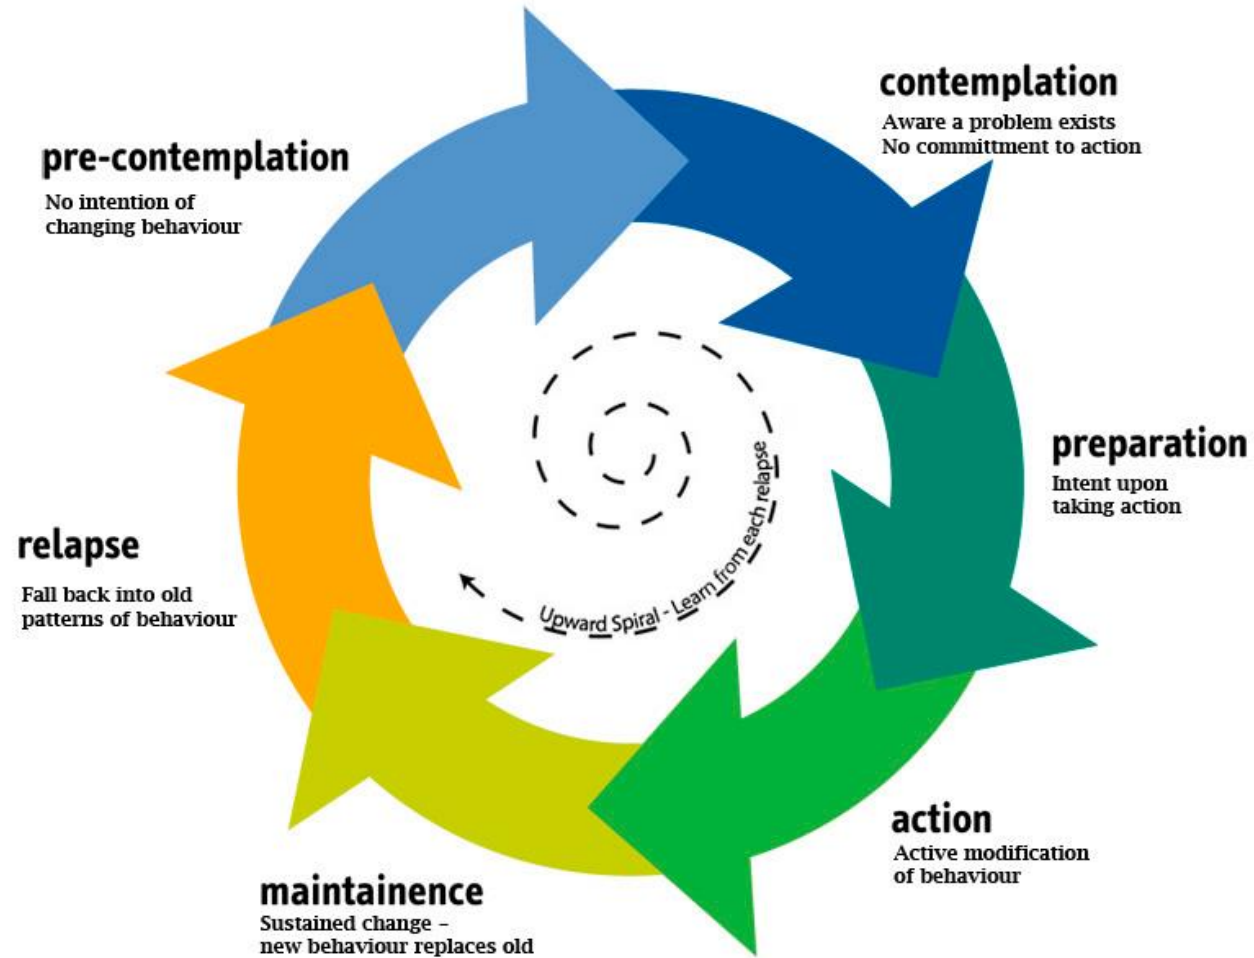 pre-contemplation
No intention of
changing behaviour
contemplation
Aware a problem exists
No committment to action
preparation
Intent upon
taking action
action
Active modification
of behaviour
maintainence
Sustained change –
new behaviour replaces old
relapse
Fall back into old
patterns of behaviour
Upward Spiral - Learn from each relapse